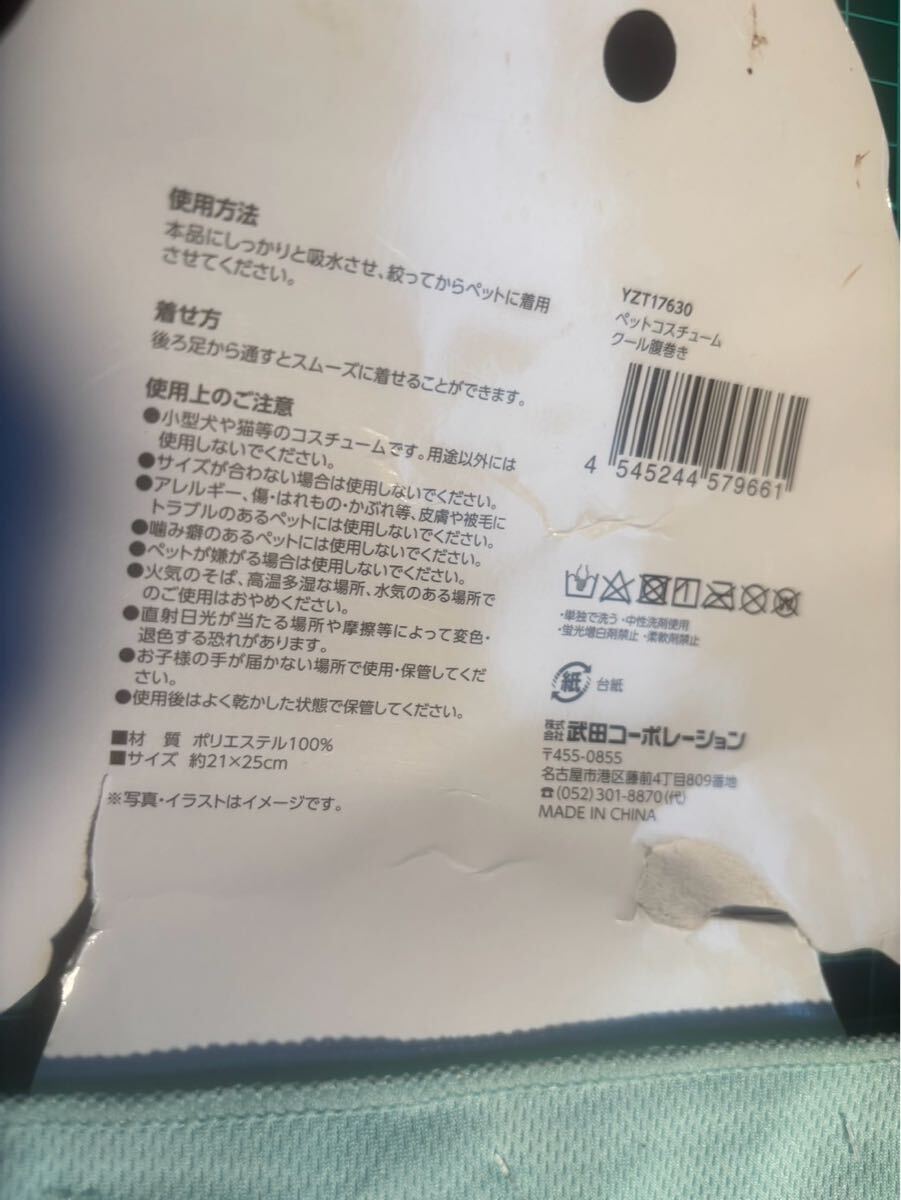 使用方法
本品にしっかりと吸水させ、絞ってからペットに着用
させてください。
着せ方
後ろ足から通すとスムーズに着せることができます。
使用上のご注意
●小型犬や猫等のコスチュームです。用途以外には
使用しないでください。
●サイズが合わない場合は使用しないでください。
●アレルギー、傷・はれもの・かぶれ等、皮膚や被毛に
トラブルのあるペットには使用しないでください。
●噛み癖のあるペットには使用しないでください。
●ペットが嫌がる場合は使用しないでください。
●火気のそば、高温多湿な場所、水気のある場所で
のご使用はおやめください。
●直射日光が当たる場所や摩擦等によって変色・
退色する恐れがあります。
●お子様の手が届かない場所で使用・保管してくだ
さい。
●使用後はよく乾かした状態で保管してください。
■材　質 ポリエステル100%
■サイズ 約21×25cm
※写真・イラストはイメージです。
YZT17630
ペットコスチューム
クール腹巻き
4 545244 579661
・単独で洗う ・中性洗剤使用
・蛍光増白剤禁止 ・柔軟剤禁止
紙 台紙
株式会社 武田コーポレーション
〒455-0855
名古屋市港区藤前4丁目809番地
☎(052)301-8870(代)
MADE IN CHINA